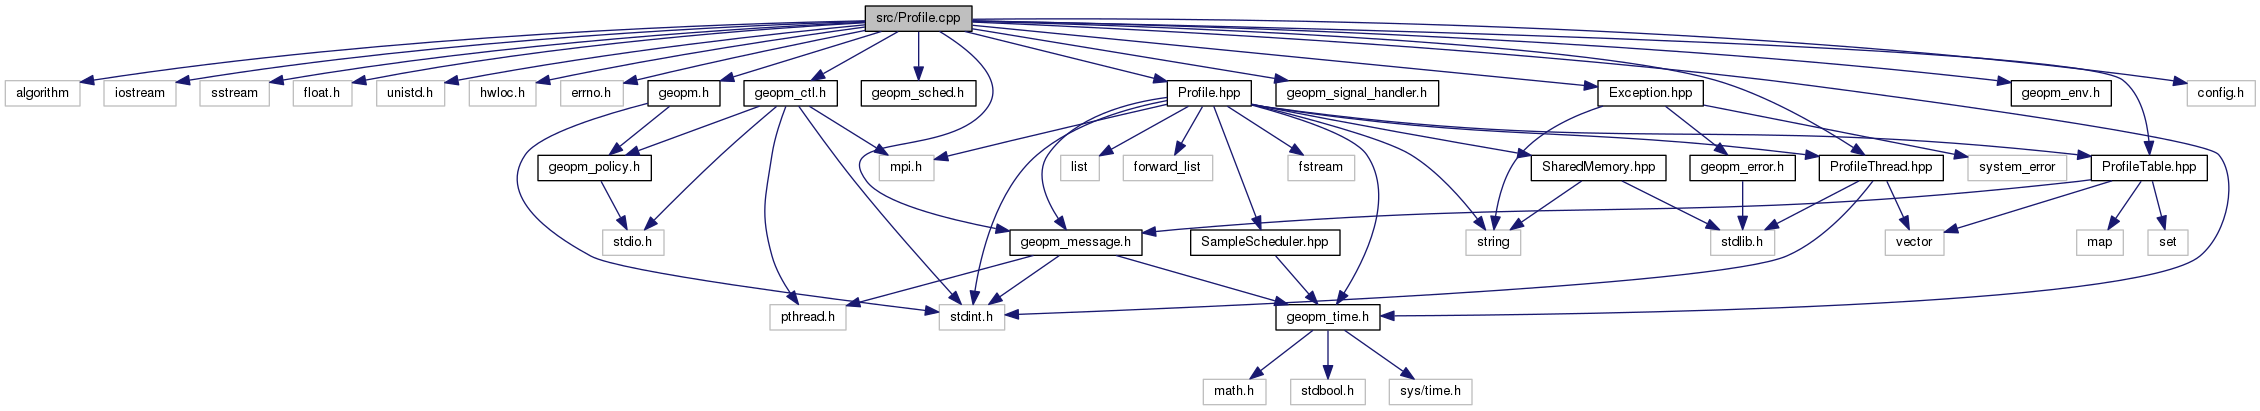 src/Profile.cpp
algorithm
iostream
sstream
float.h
unistd.h
hwloc.h
errno.h
geopm.h
geopm_ctl.h
geopm_sched.h
Profile.hpp
geopm_signal_handler.h
Exception.hpp
geopm_env.h
config.h
geopm_policy.h
mpi.h
list
forward_list
fstream
SharedMemory.hpp
geopm_error.h
ProfileThread.hpp
system_error
ProfileTable.hpp
stdio.h
geopm_message.h
SampleScheduler.hpp
string
stdlib.h
vector
map
set
pthread.h
stdint.h
geopm_time.h
math.h
stdbool.h
sys/time.h